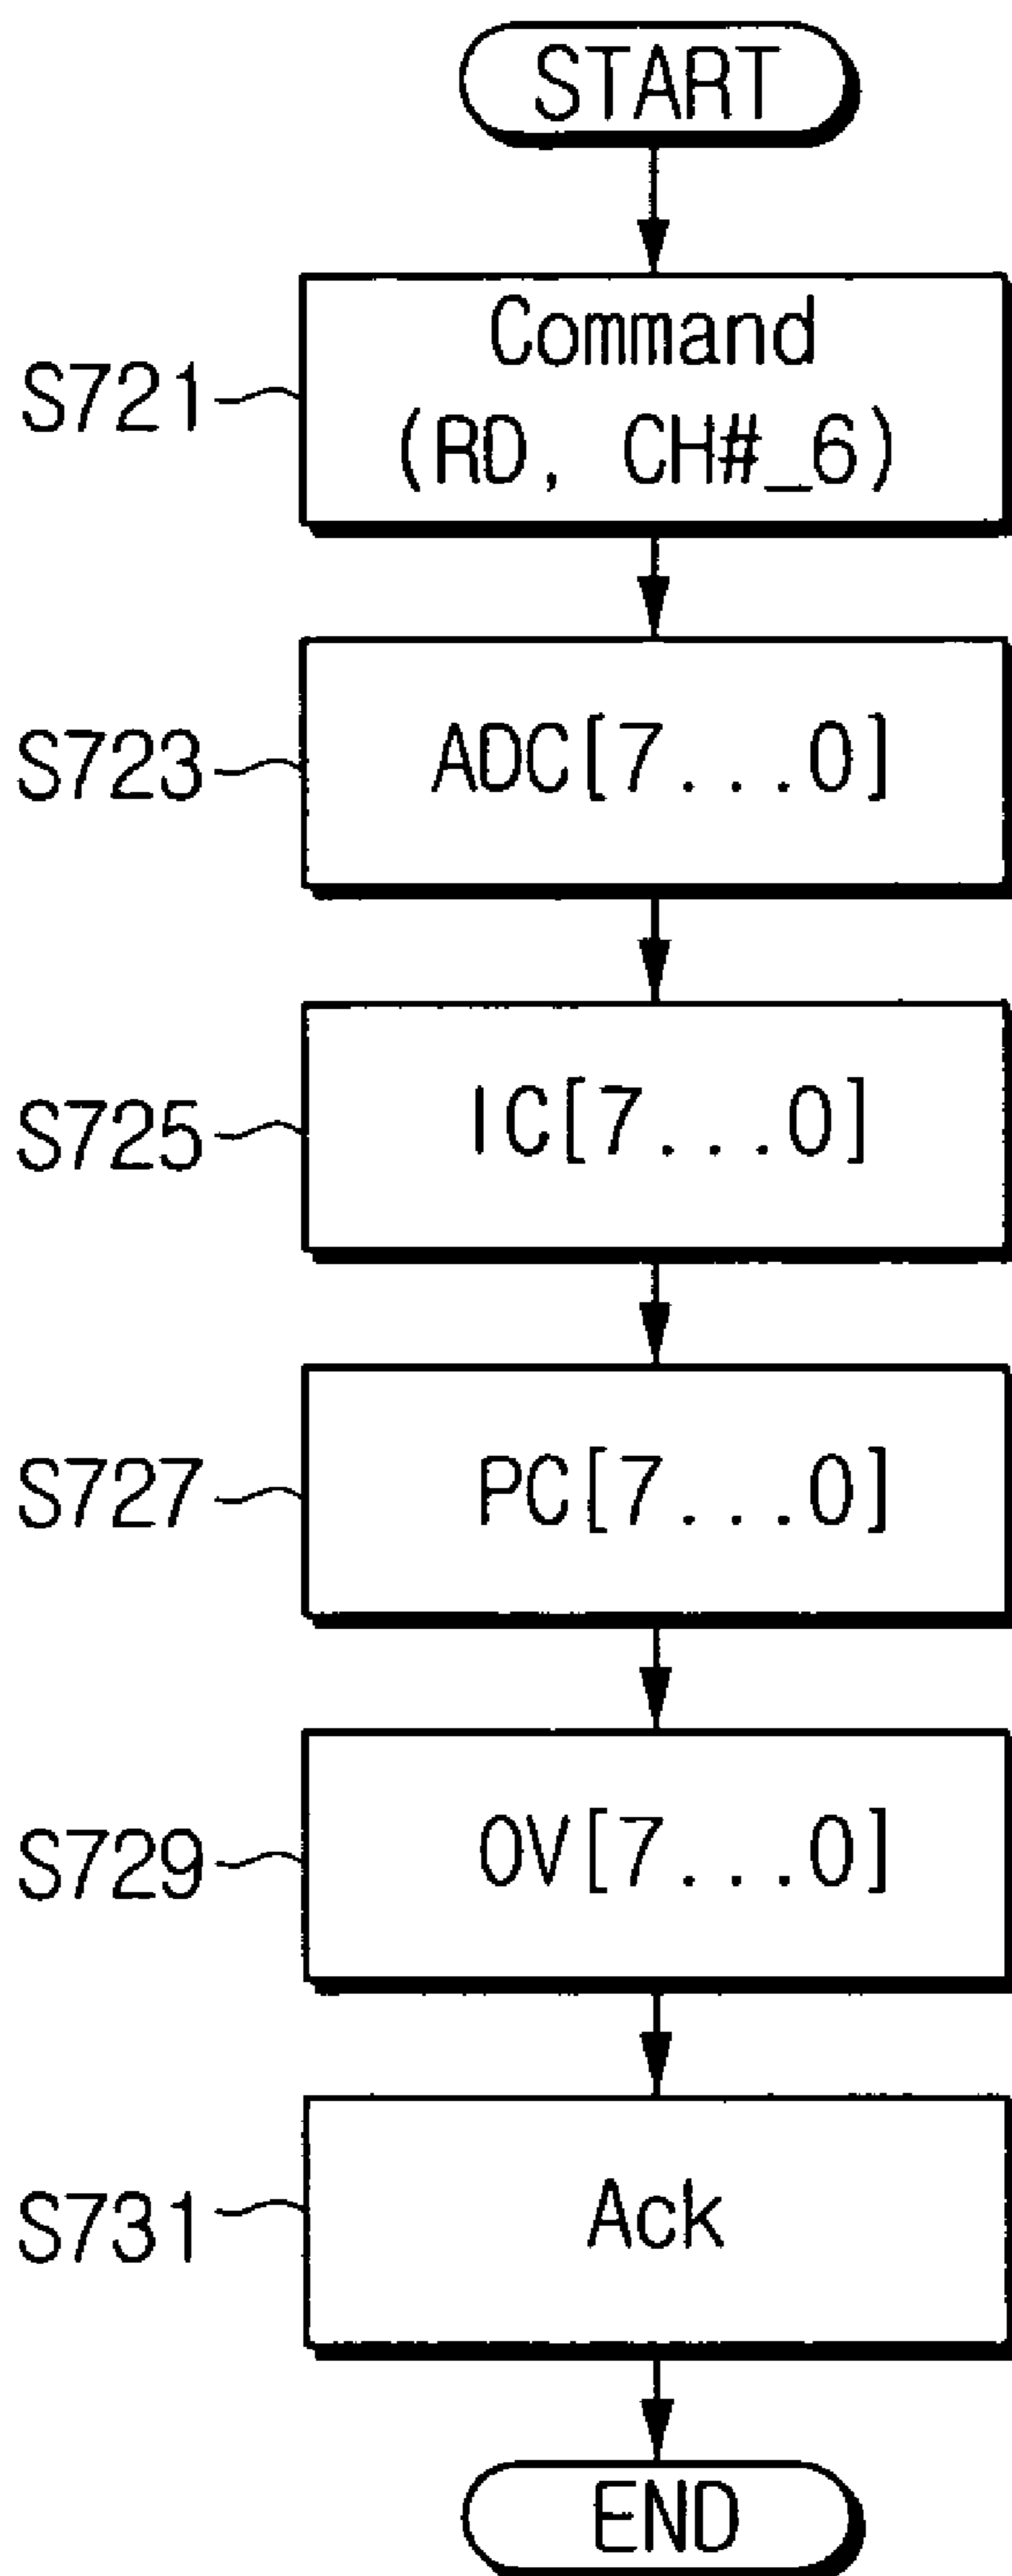 START
Command
S721
(RD, CH#_6)
S723
ADC[7...0]
S725
IC[7...0]
S727
PC[7...0]
S729
OV[7...0]
S731
Ack
END